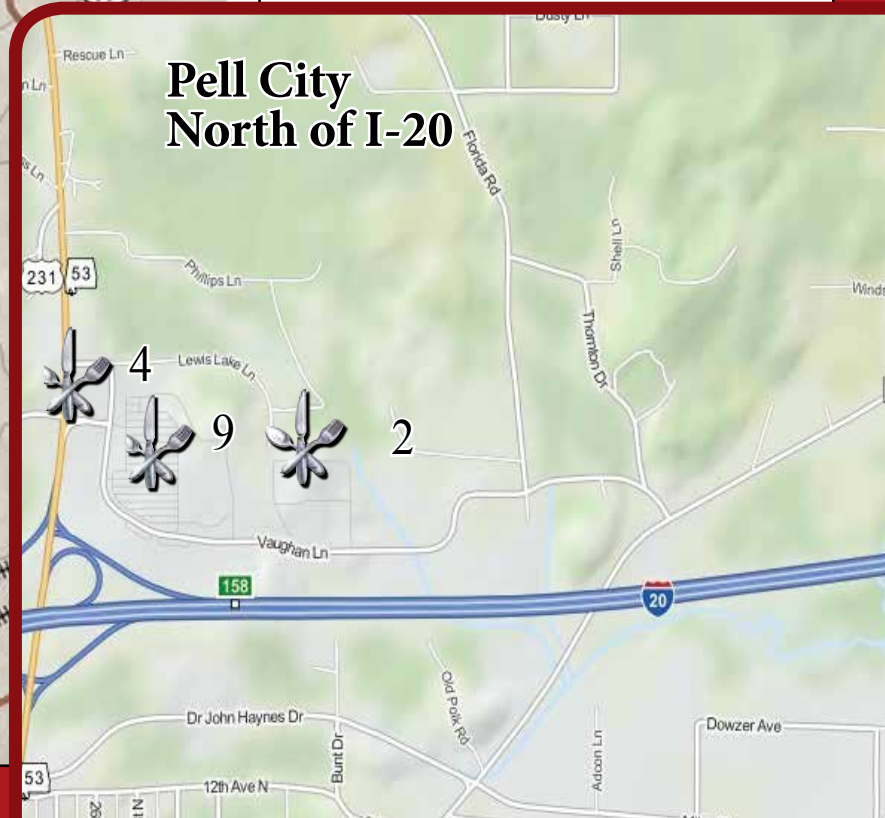 Dusty Ln
Rescue Ln
Pell City
North of I-20
Florida Rd
Shell Ln
231
53
Phillips Ln
Thornton Dr
4
Lewis Lake Ln
9
2
Vaughan Ln
158
20
Old Polk Rd
Dr John Haynes Dr
Dowzer Ave
Bunt Dr
Adcon Ln
53
12th Ave N